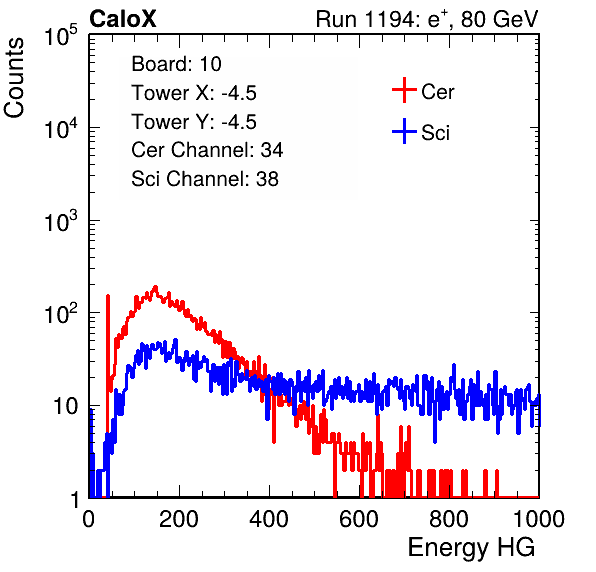 CaloX Run 1194: e⁺, 80 GeV
Counts
Board: 10
Tower X: -4.5
Tower Y: -4.5
Cer Channel: 34
Sci Channel: 38
Cer
Sci
10⁵
10⁴
10³
10²
10
1
0 200 400 600 800 1000
Energy HG